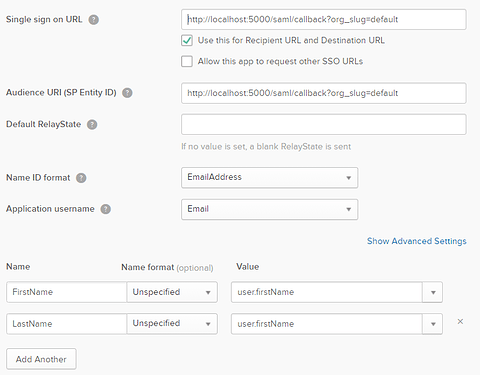 Single sign on URL ? http://localhost:5000/saml/callback?org_slug=default
Use this for Recipient URL and Destination URL
Allow this app to request other SSO URLs
Audience URI (SP Entity ID) ? http://localhost:5000/saml/callback?org_slug=default
Default RelayState ?
If no value is set, a blank RelayState is sent
Name ID format ? EmailAddress
Application username ? Email
Show Advanced Settings
Name Name format (optional) Value
FirstName Unspecified user.firstName
LastName Unspecified user.firstName
Add Another